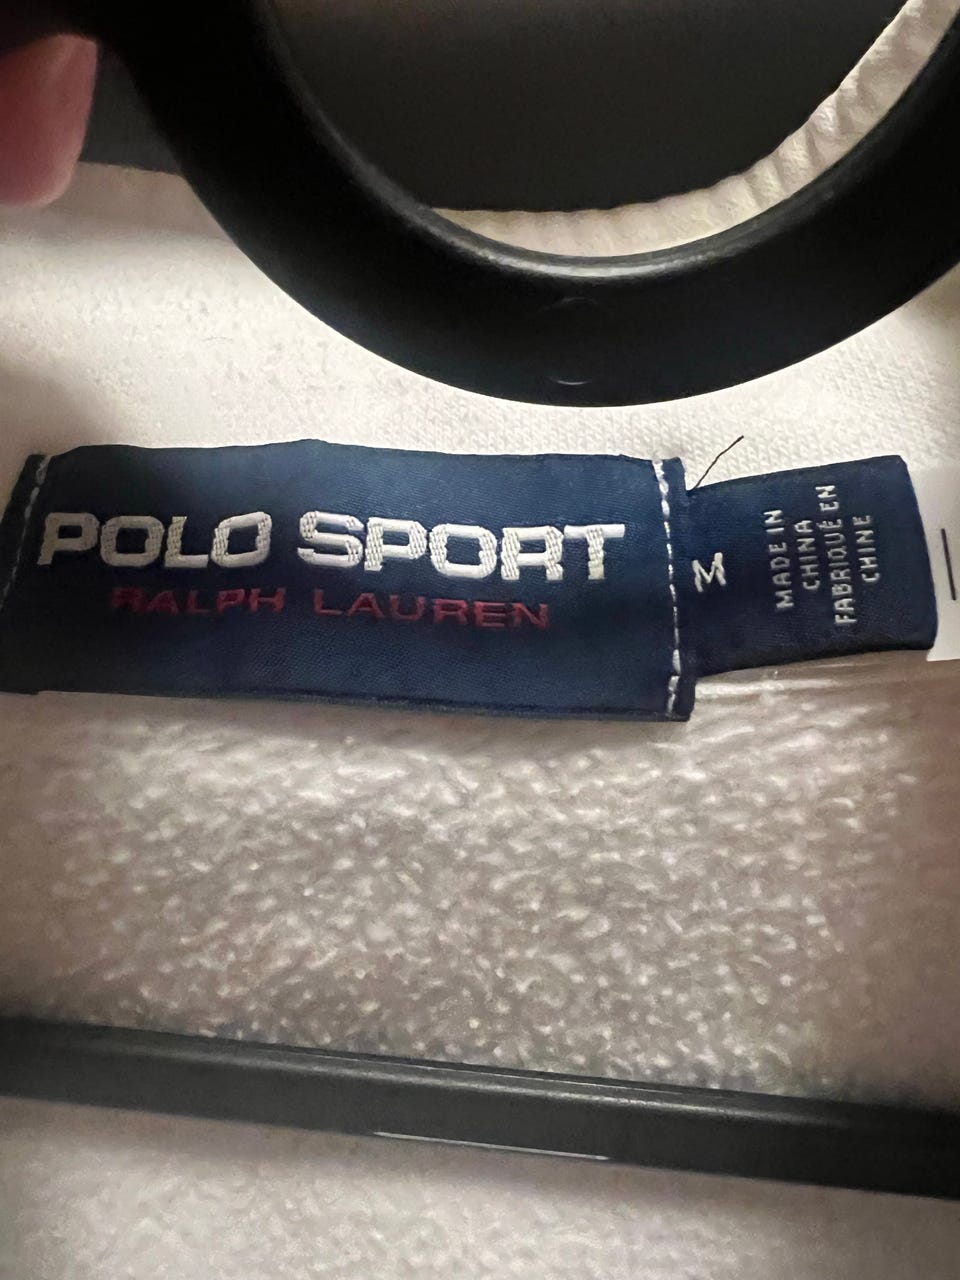 POLO SPORT
RALPH LAUREN
M
MADE IN
CHINA
FABRIQUÉ EN
CHINE